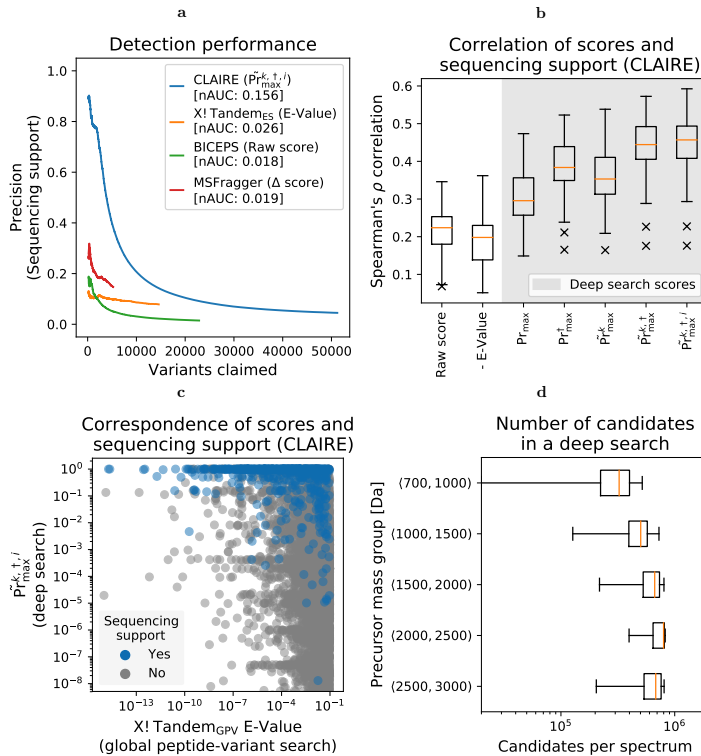 a
Detection performance
Precision
(Sequencing support)
1.0
0.8
0.6
0.4
0.2
0.0
CLAIRE (P̃r^{k, †, i}_{max})
[nAUC: 0.156]
X! Tandem_{ES} (E-Value)
[nAUC: 0.026]
BICEPS (Raw score)
[nAUC: 0.018]
MSFragger (Δ score)
[nAUC: 0.019]
0 10000 20000 30000 40000 50000
Variants claimed
b
Correlation of scores and
sequencing support (CLAIRE)
Spearman's ρ correlation
0.6
0.5
0.4
0.3
0.2
0.1
Deep search scores
Raw score
- E-Value
Pr_{max}
Pr^{†}_{max}
P̃r^{k}_{max}
P̃r^{k, †}_{max}
P̃r^{k, †, i}_{max}
c
Correspondence of scores and
sequencing support (CLAIRE)
P̃r^{k, †, i}_{max}
(deep search)
10^0
10^{−1}
10^{−2}
10^{−3}
10^{−4}
10^{−5}
10^{−6}
10^{−7}
10^{−8}
Sequencing
support
Yes
No
10^{−13} 10^{−10} 10^{−7} 10^{−4} 10^{−1}
X! Tandem_{GPV} E-Value
(global peptide-variant search)
d
Number of candidates
in a deep search
Precursor mass group [Da]
(700, 1000]
(1000, 1500]
(1500, 2000]
(2000, 2500]
(2500, 3000]
10^5 10^6
Candidates per spectrum